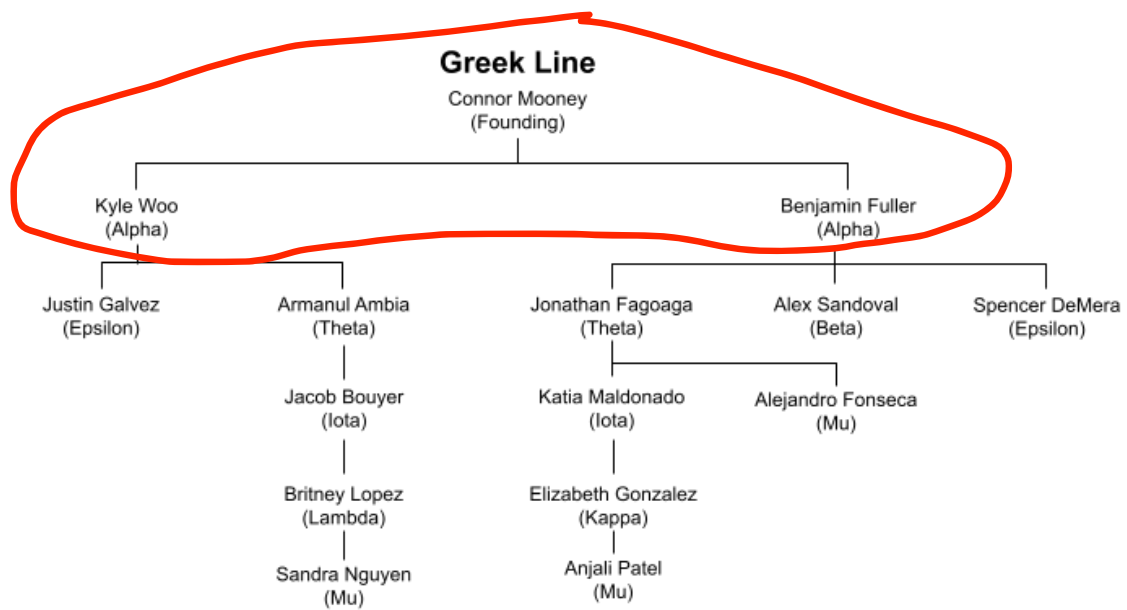 Greek Line
Connor Mooney
(Founding)
Kyle Woo
(Alpha)
Benjamin Fuller
(Alpha)
Justin Galvez
(Epsilon)
Armanul Ambia
(Theta)
Jonathan Fagoaga
(Theta)
Alex Sandoval
(Beta)
Spencer DeMera
(Epsilon)
Jacob Bouyer
(Iota)
Katia Maldonado
(Iota)
Alejandro Fonseca
(Mu)
Britney Lopez
(Lambda)
Elizabeth Gonzalez
(Kappa)
Sandra Nguyen
(Mu)
Anjali Patel
(Mu)